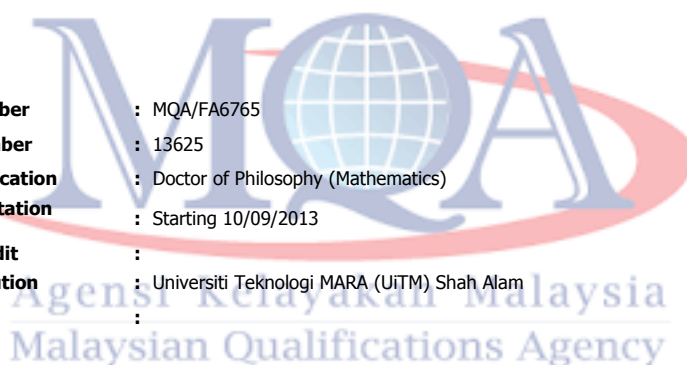 MQA
ber : MQA/FA6765
ber : 13625
cation : Doctor of Philosophy (Mathematics)
tation : Starting 10/09/2013
dit :
tion : Universiti Teknologi MARA (UiTM) Shah Alam
:
Agensi Kelayakan Malaysia
Malaysian Qualifications Agency